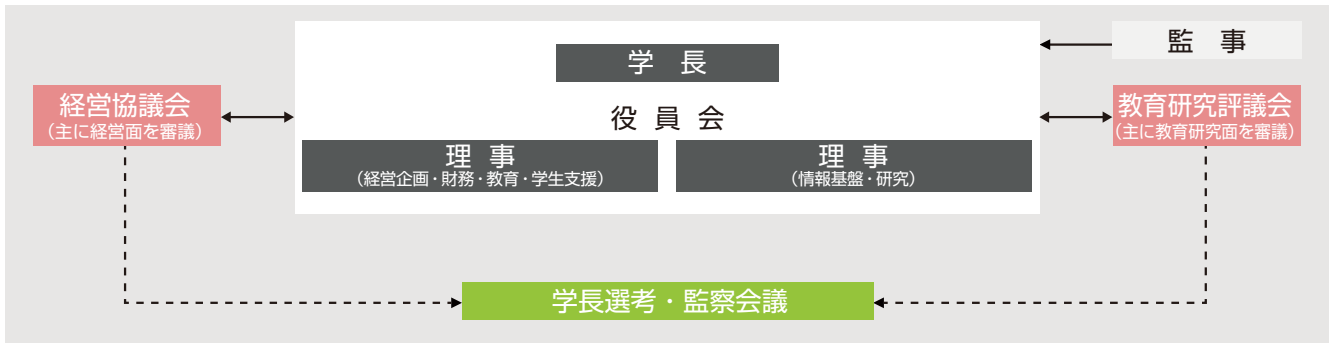 監 事
学 長
経営協議会
（主に経営面を審議）
役 員 会
教育研究評議会
（主に教育研究面を審議）
理 事
（経営企画・財務・教育・学生支援）
理 事
（情報基盤・研究）
学長選考・監察会議